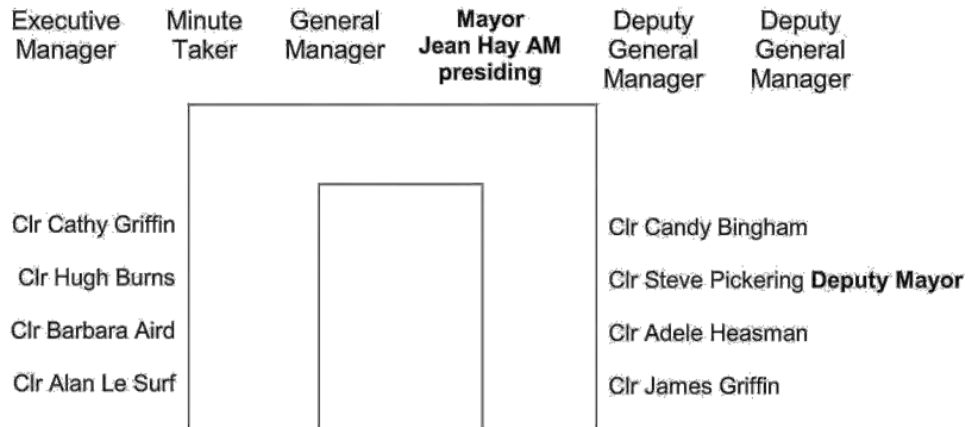 Executive Manager
Minute Taker
General Manager
Mayor
Jean Hay AM
presiding
Deputy General Manager
Deputy General Manager
Clr Cathy Griffin
Clr Hugh Burns
Clr Barbara Aird
Clr Alan Le Surf
Clr Candy Bingham
Clr Steve Pickering Deputy Mayor
Clr Adele Heasman
Clr James Griffin